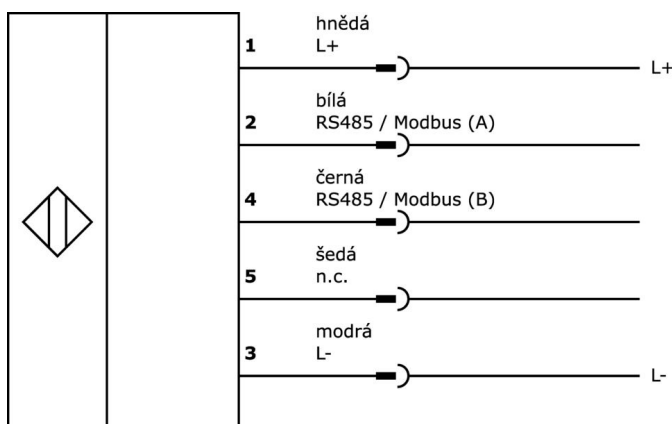 hnědá
1 L+
L+
bílá
2 RS485 / Modbus (A)
černá
4 RS485 / Modbus (B)
šedá
5 n.c.
modrá
3 L-
L-